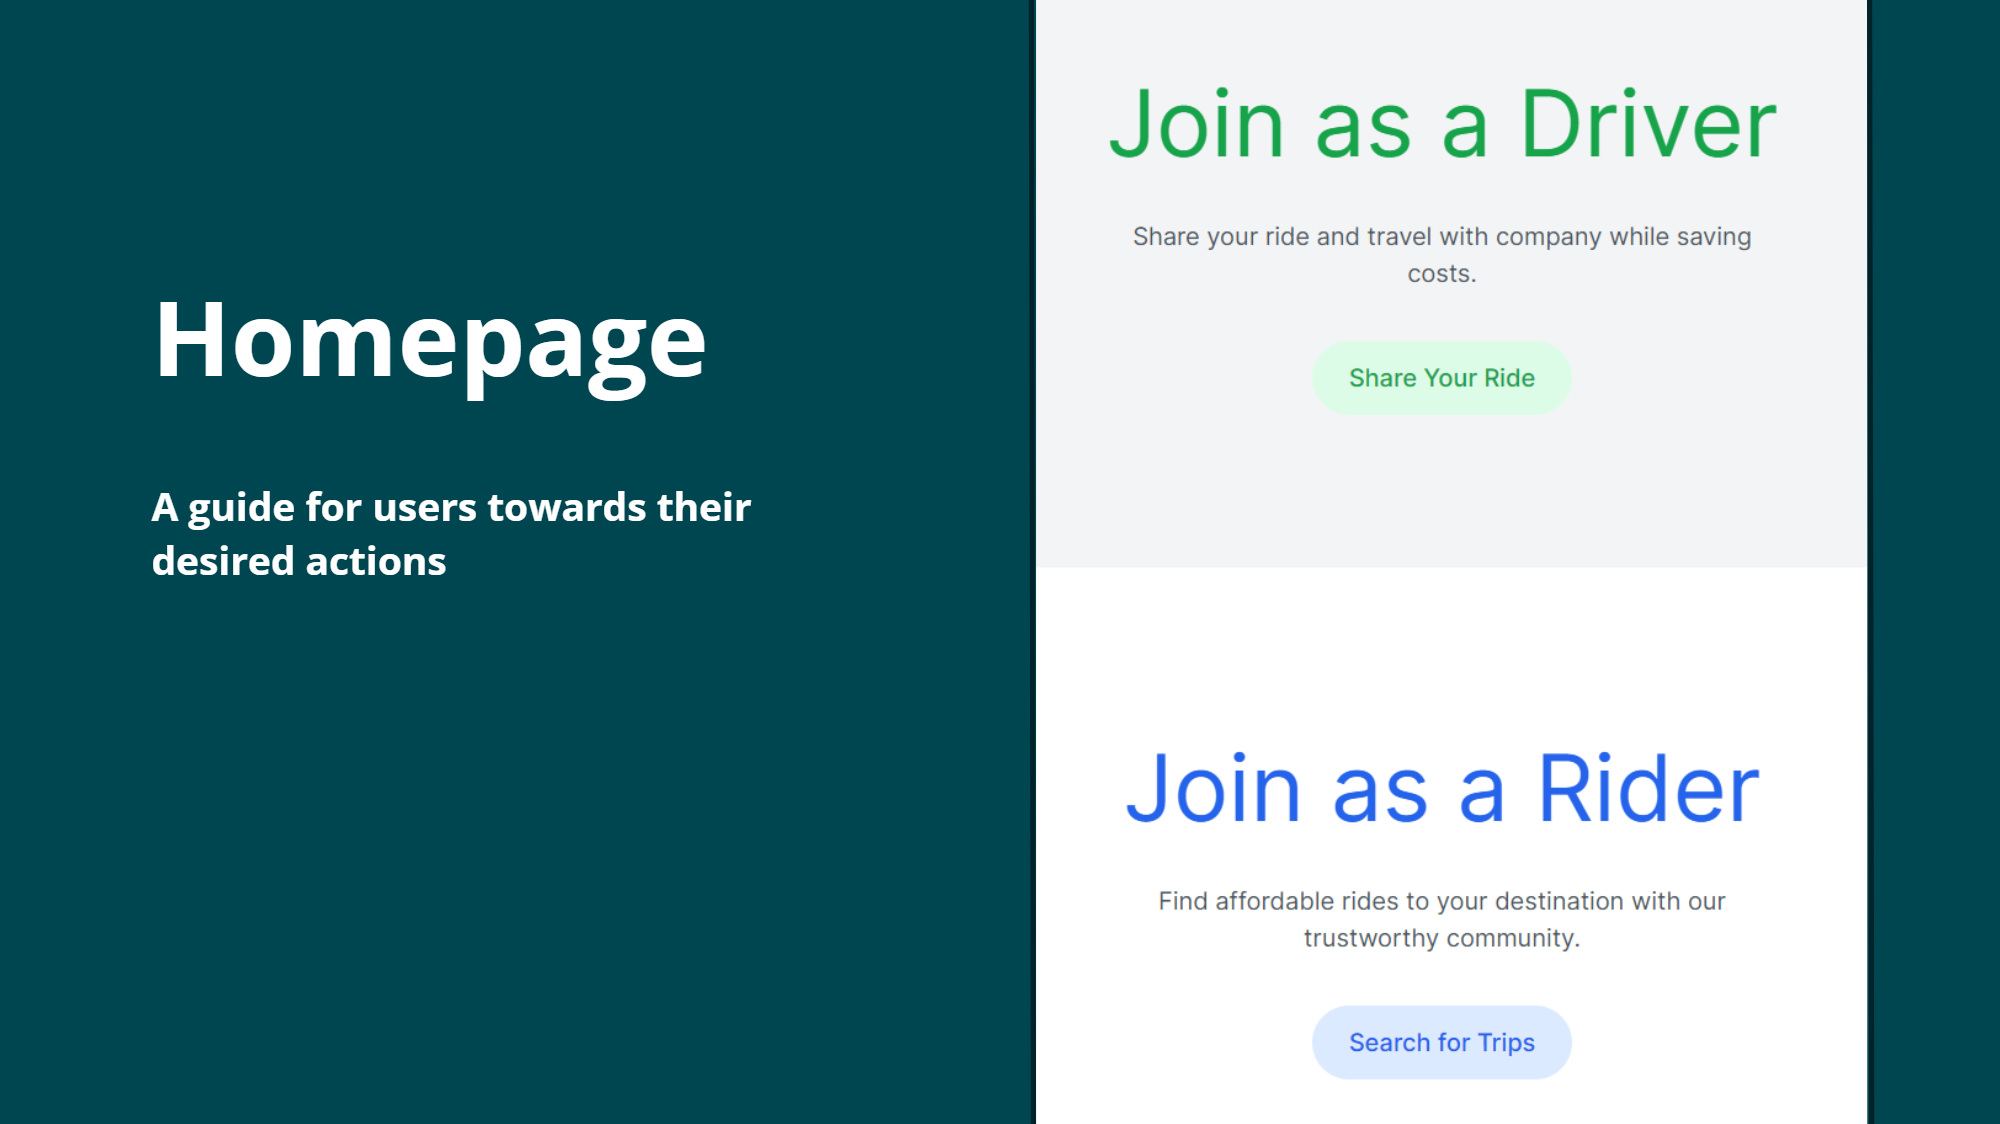 Homepage
A guide for users towards their
desired actions
Join as a Driver
Share your ride and travel with company while saving
costs.
Share Your Ride
Join as a Rider
Find affordable rides to your destination with our
trustworthy community.
Search for Trips